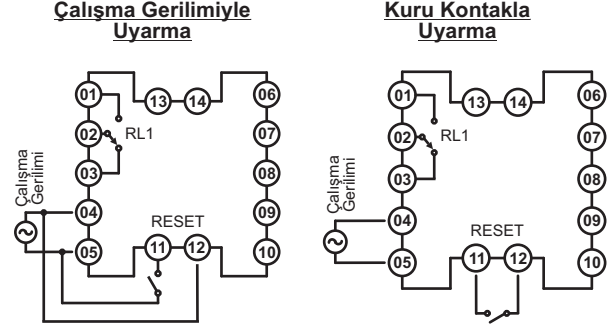 Çalışma Gerilimiyle
Uyarma
01
13
14
06
02
RL1
07
03
08
Çalışma
Gerilimi
04
RESET
09
05
11
12
10
Kuru Kontakla
Uyarma
01
13
14
06
02
RL1
07
03
08
Çalışma
Gerilimi
04
RESET
09
05
11
12
10